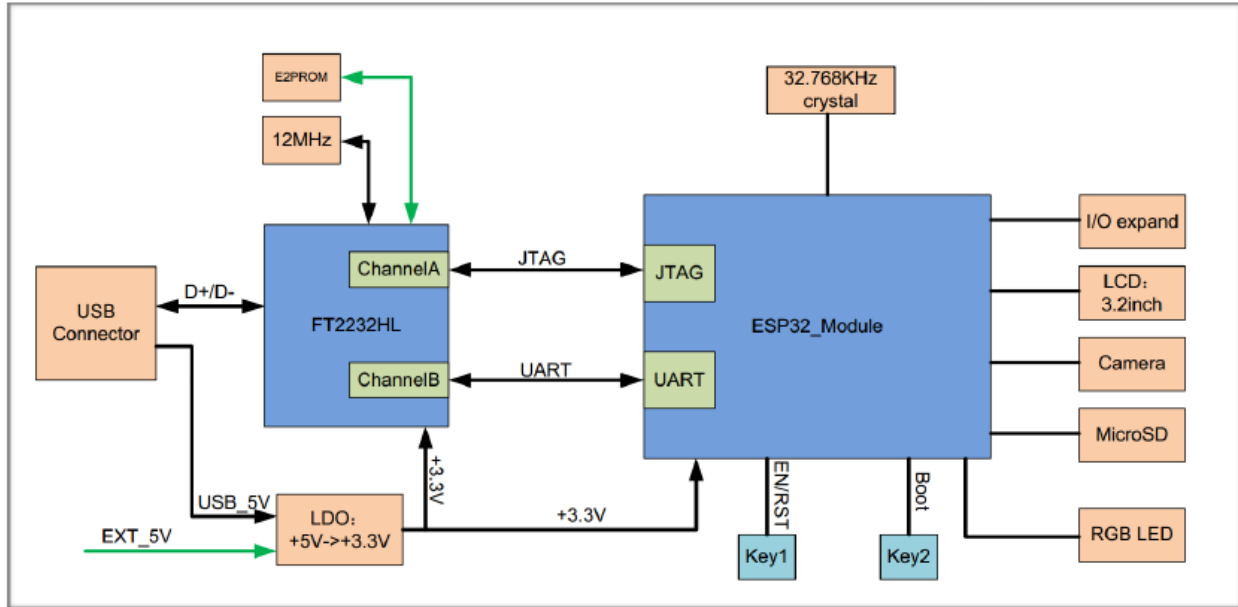 E2PROM
12MHz
32.768KHz
crystal
I/O expand
LCD：
3.2inch
Camera
MicroSD
RGB LED
ChannelA
JTAG
JTAG
USB
Connector
D+/D-
FT2232HL
ESP32_Module
ChannelB
UART
UART
+3.3V
USB_5V
EXT_5V
LDO：
+5V->+3.3V
+3.3V
EN/RST
Boot
Key1
Key2